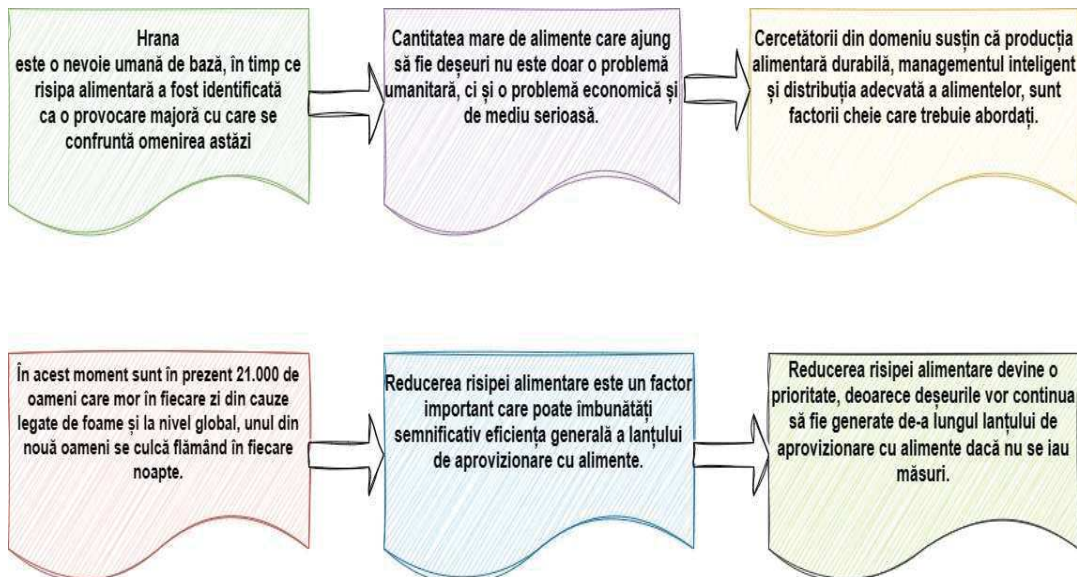 Hrana
este o nevoie umană de bază, în timp ce
risipa alimentară a fost identificată
ca o provocare majoră cu care se
confruntă omenirea astăzi
Cantitatea mare de alimente care ajung
să fie deșeuri nu este doar o problemă
umanitară, ci și o problemă economică și
de mediu serioasă.
Cercetătorii din domeniu susțin că producția
alimentară durabilă, managementul inteligent
și distribuția adecvată a alimentelor, sunt
factorii cheie care trebuie abordați.
În acest moment sunt în prezent 21.000 de
oameni care mor în fiecare zi din cauze
legate de foame și la nivel global, unul din
nouă oameni se culcă flămând în fiecare
noapte.
Reducerea risipei alimentare este un factor
important care poate îmbunătăți
semnificativ eficiența generală a lanțului
de aprovizionare cu alimente.
Reducerea risipei alimentare devine o
prioritate, deoarece deșeurile vor continua
să fie generate de-a lungul lanțului de
aprovizionare cu alimente dacă nu se iau
măsuri.